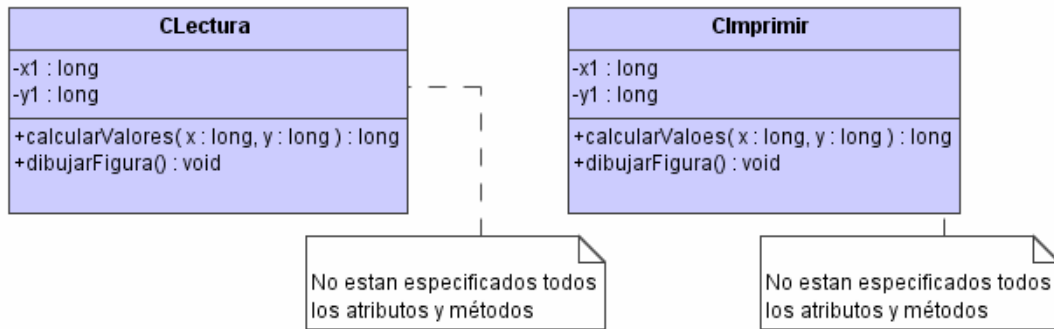 CLectura
-x1 : long
-y1 : long
+calcularValores( x : long, y : long ) : long
+dibujarFigura() : void
No estan especificados todos
los atributos y métodos
CImprimir
-x1 : long
-y1 : long
+calcularValoes( x : long, y : long ) : long
+dibujarFigura() : void
No estan especificados todos
los atributos y métodos